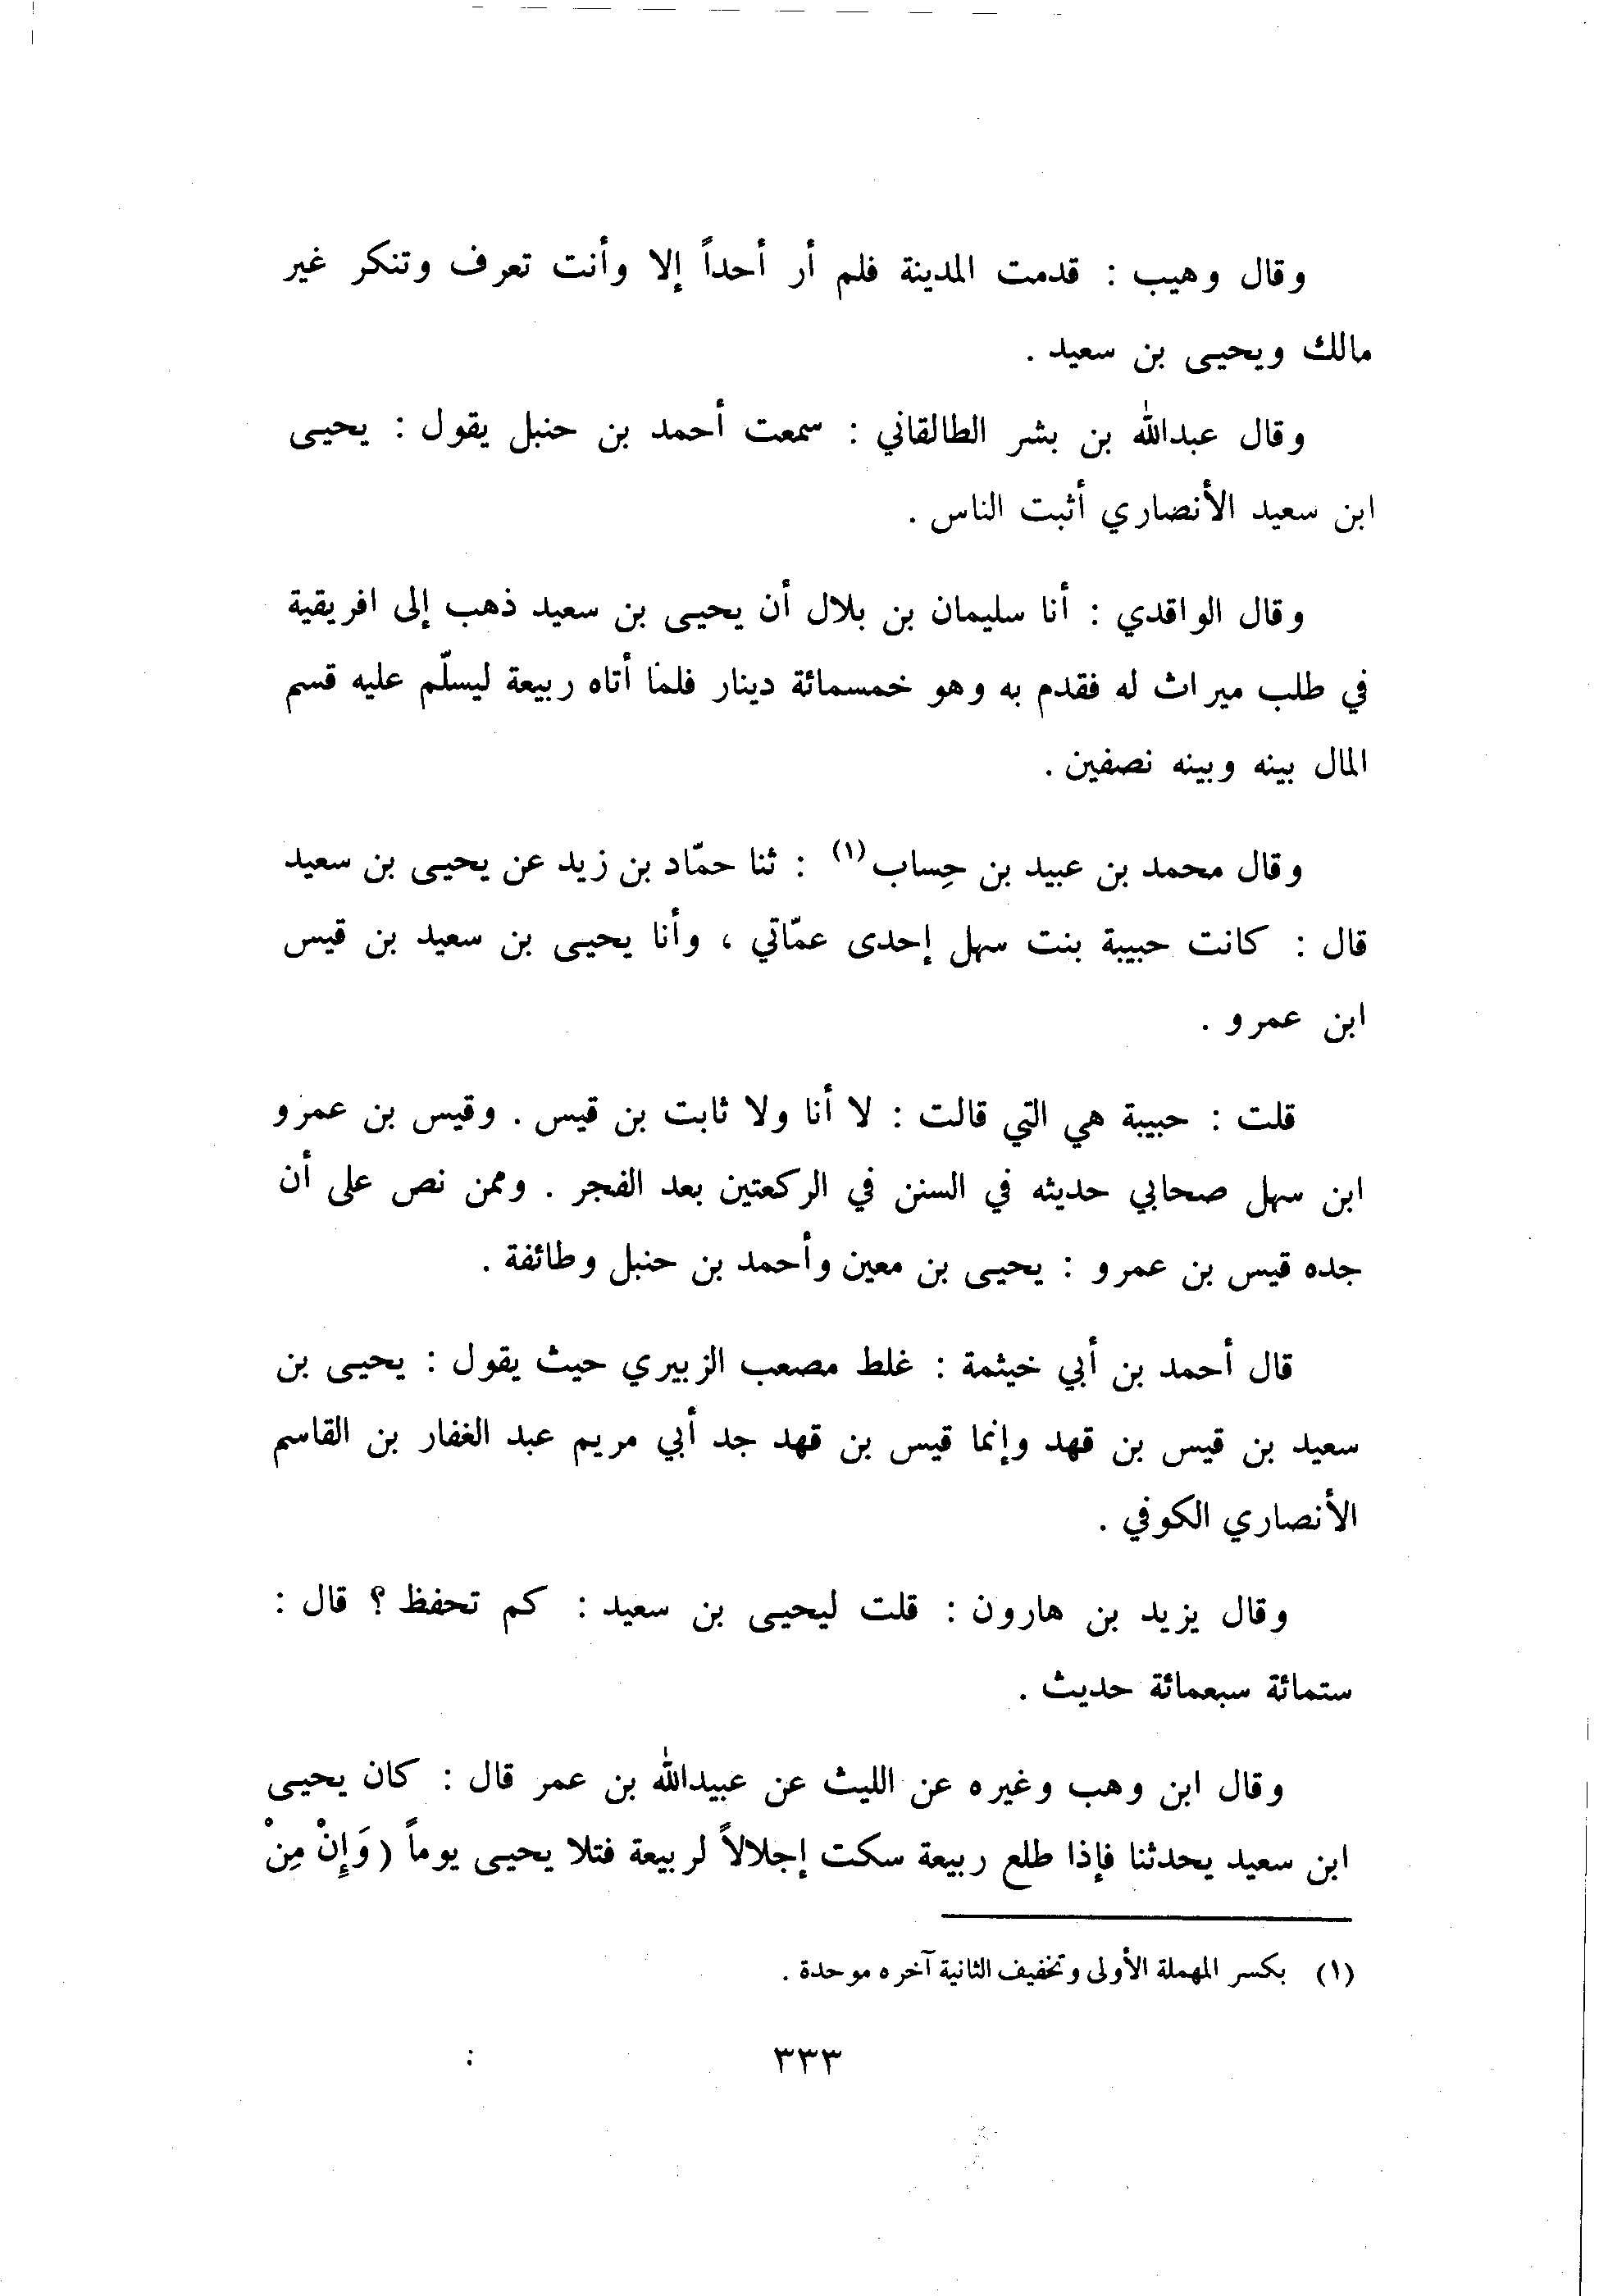 وقال وهيب : قدمت المدينة فلم أر أحداً إلا وأنت تعرف وتنكر غير
مالك ويحيى بن سعيد .
وقال عبدالله بن بشر الطالقاني : سمعت أحمد بن حنبل يقول : يحيى
ابن سعيد الأنصاري أثبت الناس .
وقال الواقدي : أنا سليمان بن بلال أن يحيى بن سعيد ذهب إلى افريقية
في طلب ميراث له فقدم به وهو خمسمائة دينار فلما أتاه ربيعة ليسلّم عليه قسم
المال بينه وبينه نصفين .
وقال محمد بن عبيد بن حِساب (١) : ثنا حمّاد بن زيد عن يحيى بن سعيد
قال : كانت حبيبة بنت سهل إحدى عمّاتي ، وأنا يحيى بن سعيد بن قيس
ابن عمرو .
قلت : حبيبة هي التي قالت : لا أنا ولا ثابت بن قيس . وقيس بن عمرو
ابن سهل صحابي حديثه في السنن في الركعتين بعد الفجر . وممن نص على أن
جده قيس بن عمرو : يحيى بن معين وأحمد بن حنبل وطائفة .
قال أحمد بن أبي خيثمة : غلط مصعب الزبيري حيث يقول : يحيى بن
سعيد بن قيس بن قهد وإنما قيس بن قهد جد أبي مريم عبد الغفار بن القاسم
الأنصاري الكوفي .
وقال يزيد بن هارون : قلت ليحيى بن سعيد : كم تحفظ ؟ قال :
ستمائة سبعمائة حديث .
وقال ابن وهب وغيره عن الليث عن عبيدالله بن عمر قال : كان يحيى
ابن سعيد يحدثنا فإذا طلع ربيعة سكت إجلالاً لربيعة فتلا يحيى يوماً (وَإِنْ مِنْ
(١) بكسر المهملة الأولى وتخفيف الثانية آخره موحدة .
٣٣٣